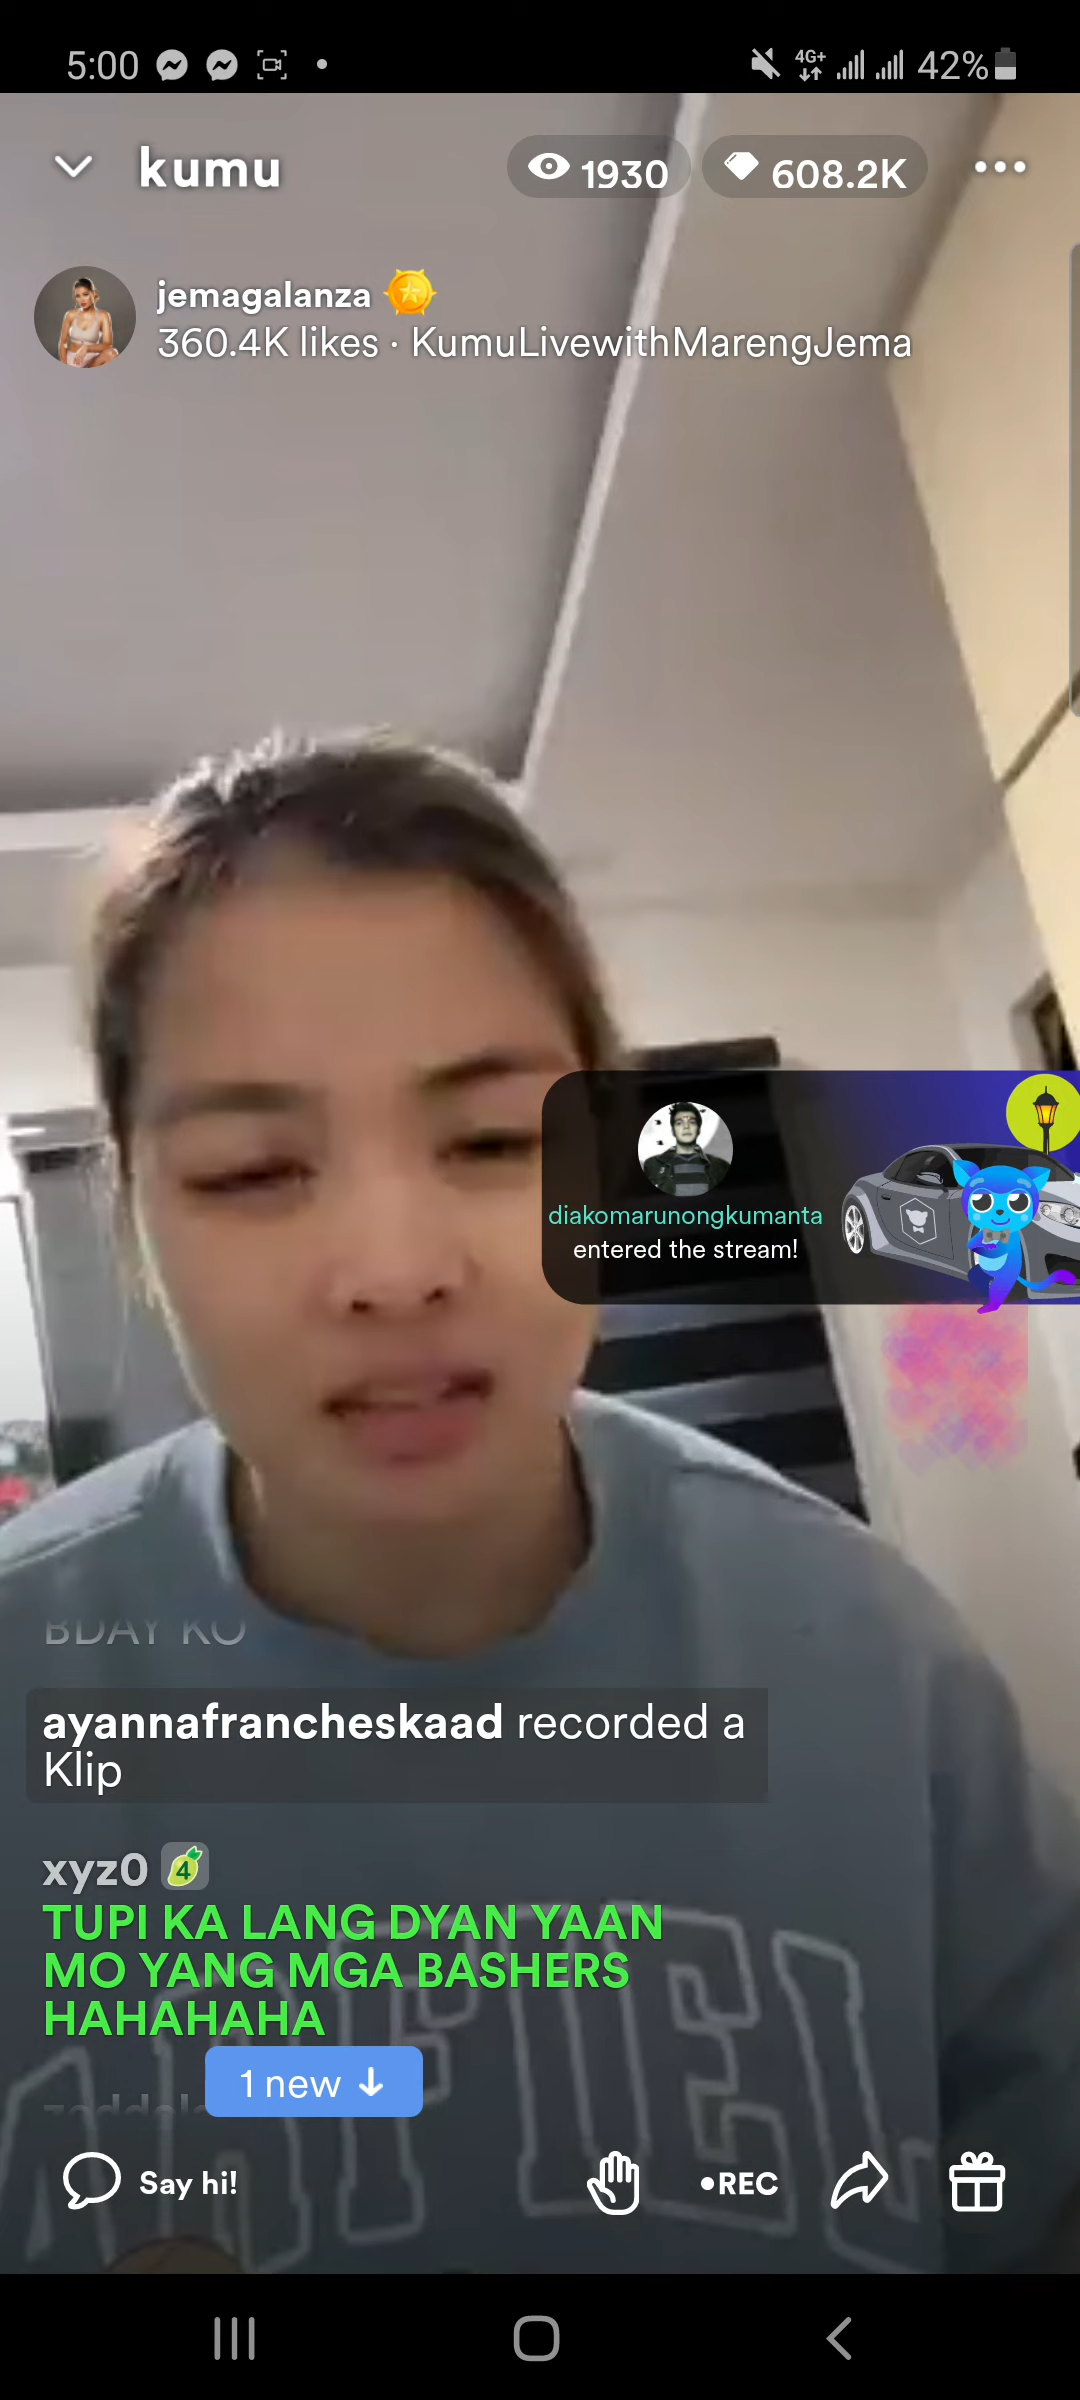 5:00
4G+
42%
kumu
1930
608.2K
jemagalanza
360.4K likes · KumuLivewithMarengJema
diakomarunongkumanta
entered the stream!
BDAY KO
ayannafrancheskaad recorded a
Klip
xyz0 4
TUPI KA LANG DYAN YAAN
MO YANG MGA BASHERS
HAHAHAHA
1 new
Say hi!
•REC